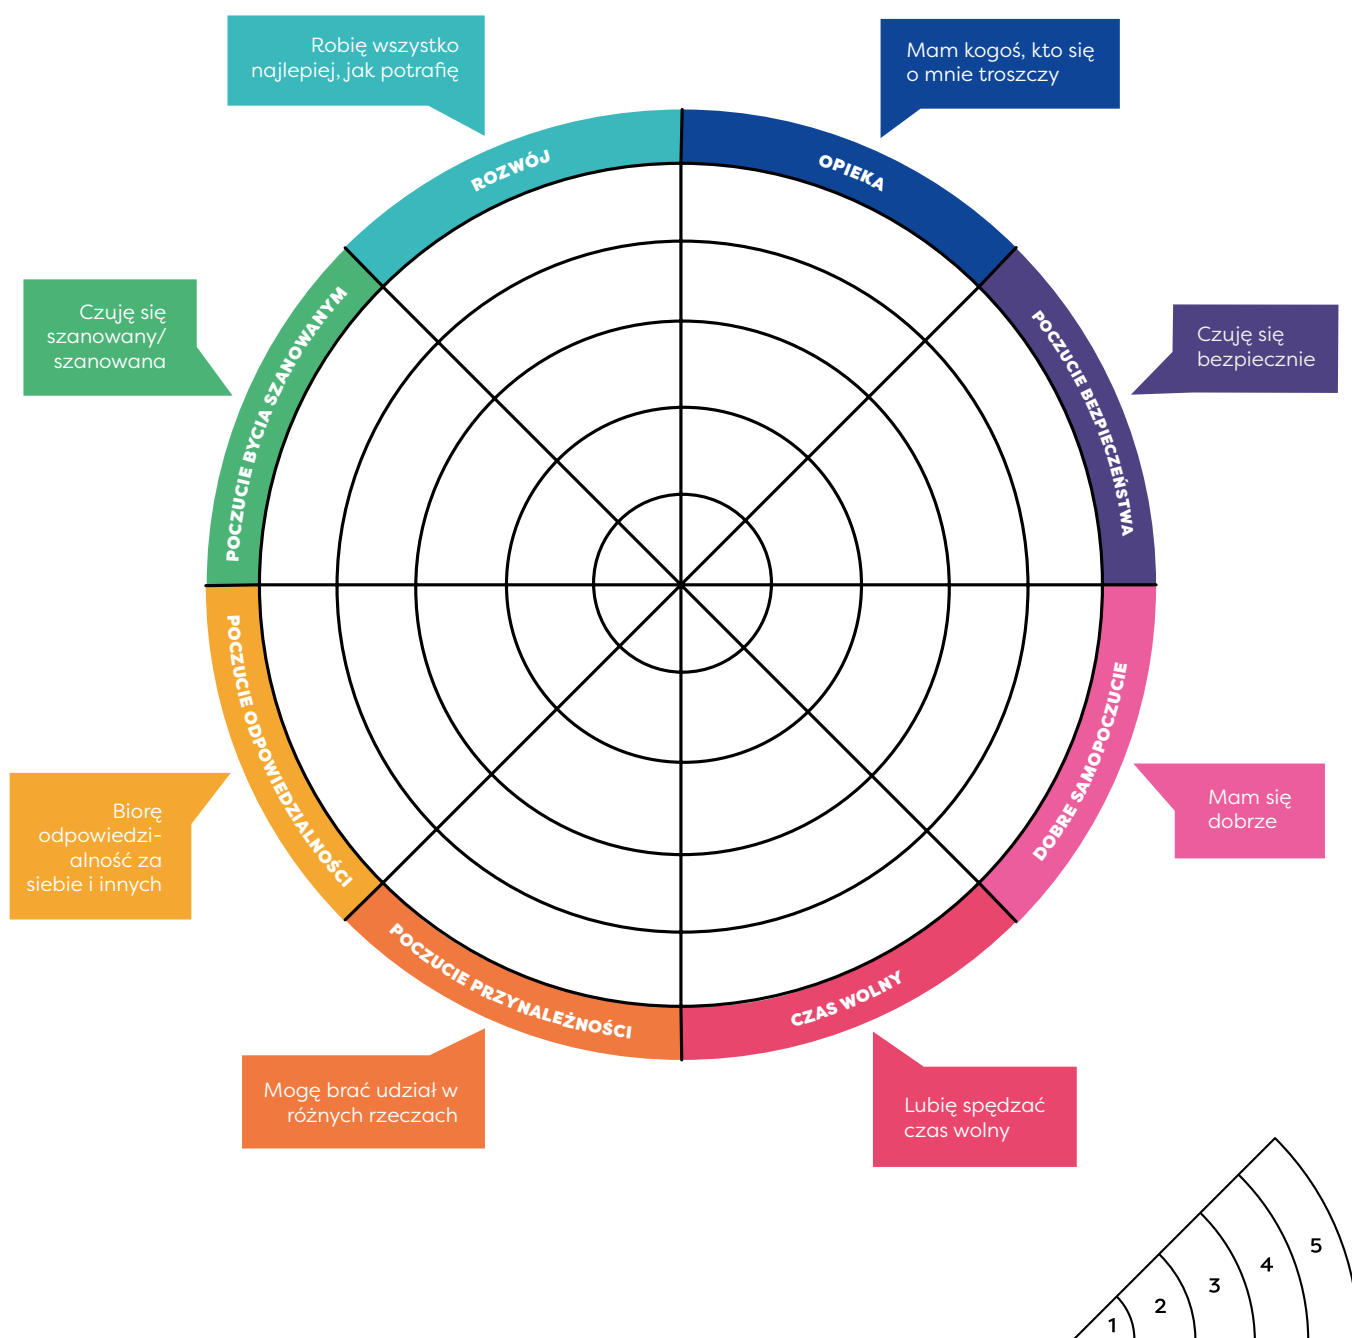 Robię wszystko
najlepiej, jak potrafię
Mam kogoś, kto się
o mnie troszczy
ROZWÓJ
OPIEKA
Czuję się
szanowany/
szanowana
POCZUCIE BYCIA SZANOWANYM
POCZUCIE BEZPIECZEŃSTWA
Czuję się
bezpiecznie
POCZUCIE ODPOWIEDZIALNOŚCI
DOBRE SAMOPOCZUCIE
Biorę
odpowiedzi-
alność za
siebie i innych
Mam się
dobrze
POCZUCIE PRZYNALEŻNOŚCI
CZAS WOLNY
Mogę brać udział w
różnych rzeczach
Lubię spędzać
czas wolny
1 2 3 4 5